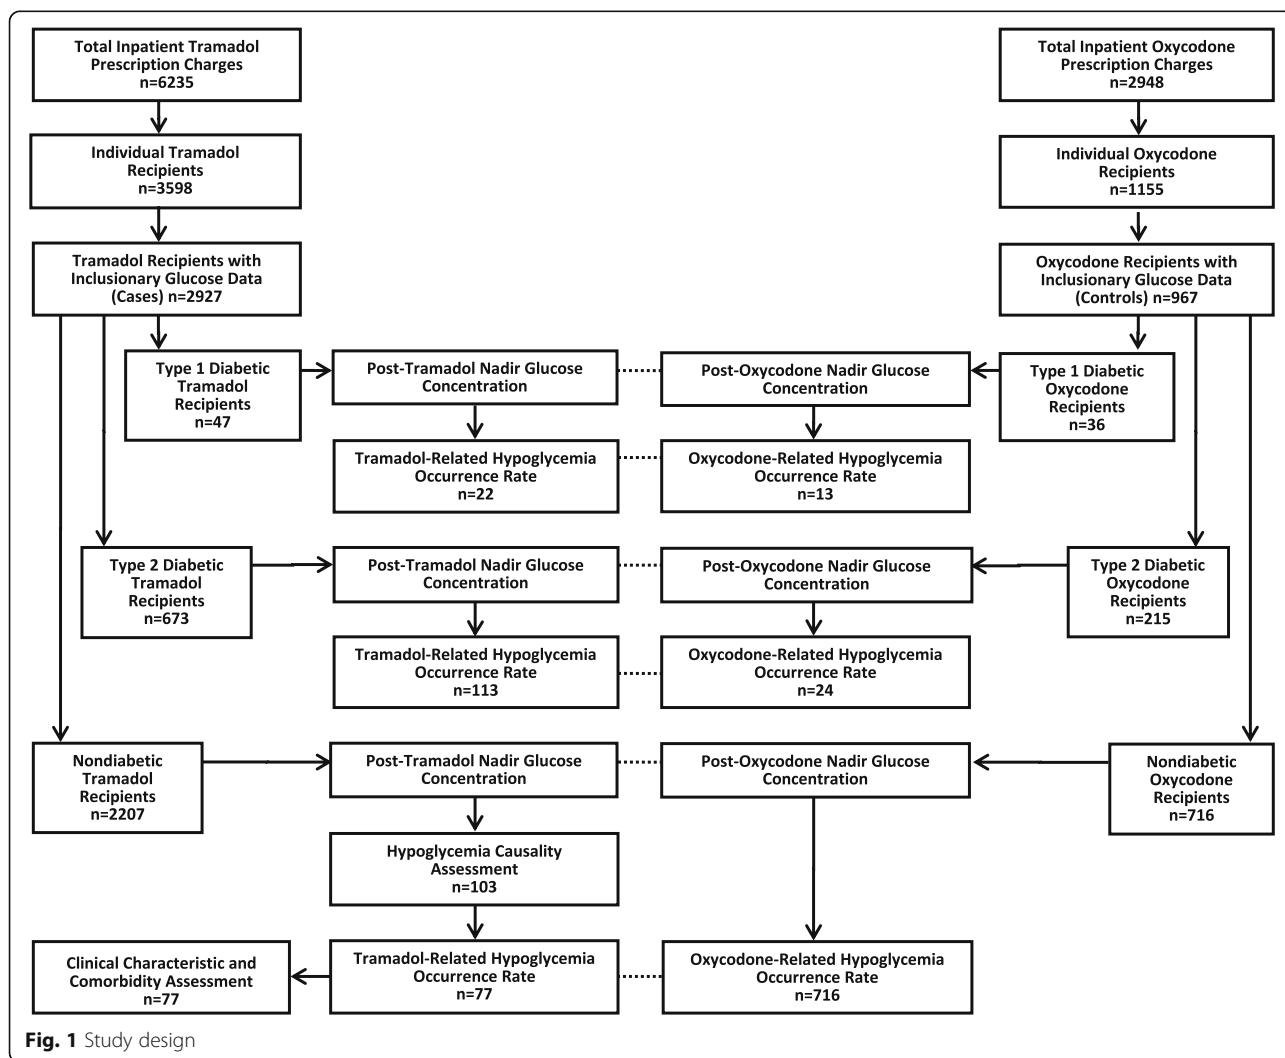 Total Inpatient Tramadol
Prescription Charges
n=6235
Total Inpatient Oxycodone
Prescription Charges
n=2948
Individual Tramadol
Recipients
n=3598
Individual Oxycodone
Recipients
n=1155
Tramadol Recipients with
Inclusionary Glucose Data
(Cases) n=2927
Oxycodone Recipients with
Inclusionary Glucose Data
(Controls) n=967
Type 1 Diabetic
Tramadol
Recipients
n=47
Post-Tramadol Nadir Glucose
Concentration
Post-Oxycodone Nadir Glucose
Concentration
Type 1 Diabetic
Oxycodone
Recipients
n=36
Tramadol-Related Hypoglycemia
Occurrence Rate
n=22
Oxycodone-Related Hypoglycemia
Occurrence Rate
n=13
Type 2 Diabetic
Tramadol
Recipients
n=673
Post-Tramadol Nadir Glucose
Concentration
Post-Oxycodone Nadir Glucose
Concentration
Type 2 Diabetic
Oxycodone
Recipients
n=215
Tramadol-Related Hypoglycemia
Occurrence Rate
n=113
Oxycodone-Related Hypoglycemia
Occurrence Rate
n=24
Nondiabetic
Tramadol
Recipients
n=2207
Post-Tramadol Nadir Glucose
Concentration
Post-Oxycodone Nadir Glucose
Concentration
Nondiabetic
Oxycodone
Recipients
n=716
Hypoglycemia Causality
Assessment
n=103
Clinical Characteristic and
Comorbidity Assessment
n=77
Tramadol-Related Hypoglycemia
Occurrence Rate
n=77
Oxycodone-Related Hypoglycemia
Occurrence Rate
n=716
Fig. 1 Study design